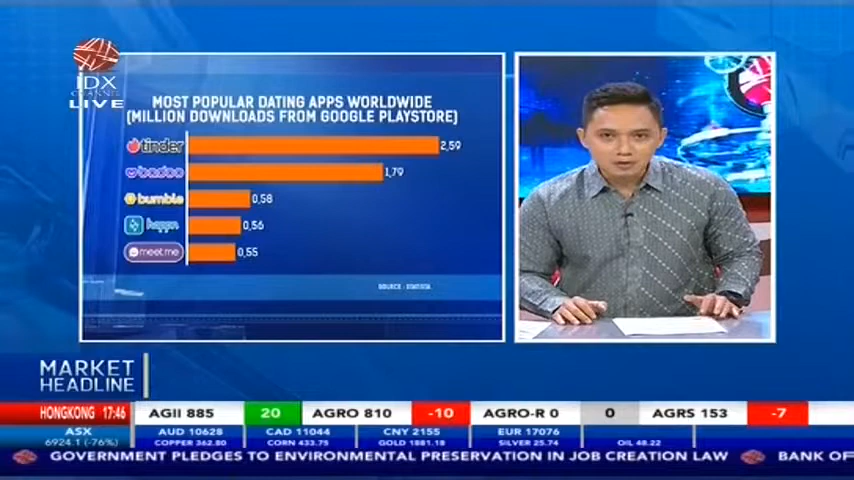 IDX
CHANNEL
LIVE
MOST POPULAR DATING APPS WORLDWIDE
(MILLION DOWNLOADS FROM GOOGLE PLAYSTORE)
tinder 2,59
badoo 1,79
bumble 0,58
happn 0,56
meetme 0,55
SOURCE : STATISTA
MARKET
HEADLINE
HONGKONG 17:46 AGII 885 20 AGRO 810 -10 AGRO-R 0 0 AGRS 153 -7
ASX AUD 10628 CAD 11044 CNY 2155 EUR 17076
6924.1 (-76%) COPPER 362.80 CORN 433.75 GOLD 1881.18 SILVER 25.74 OIL 48.22
GOVERNMENT PLEDGES TO ENVIRONMENTAL PRESERVATION IN JOB CREATION LAW BANK OF